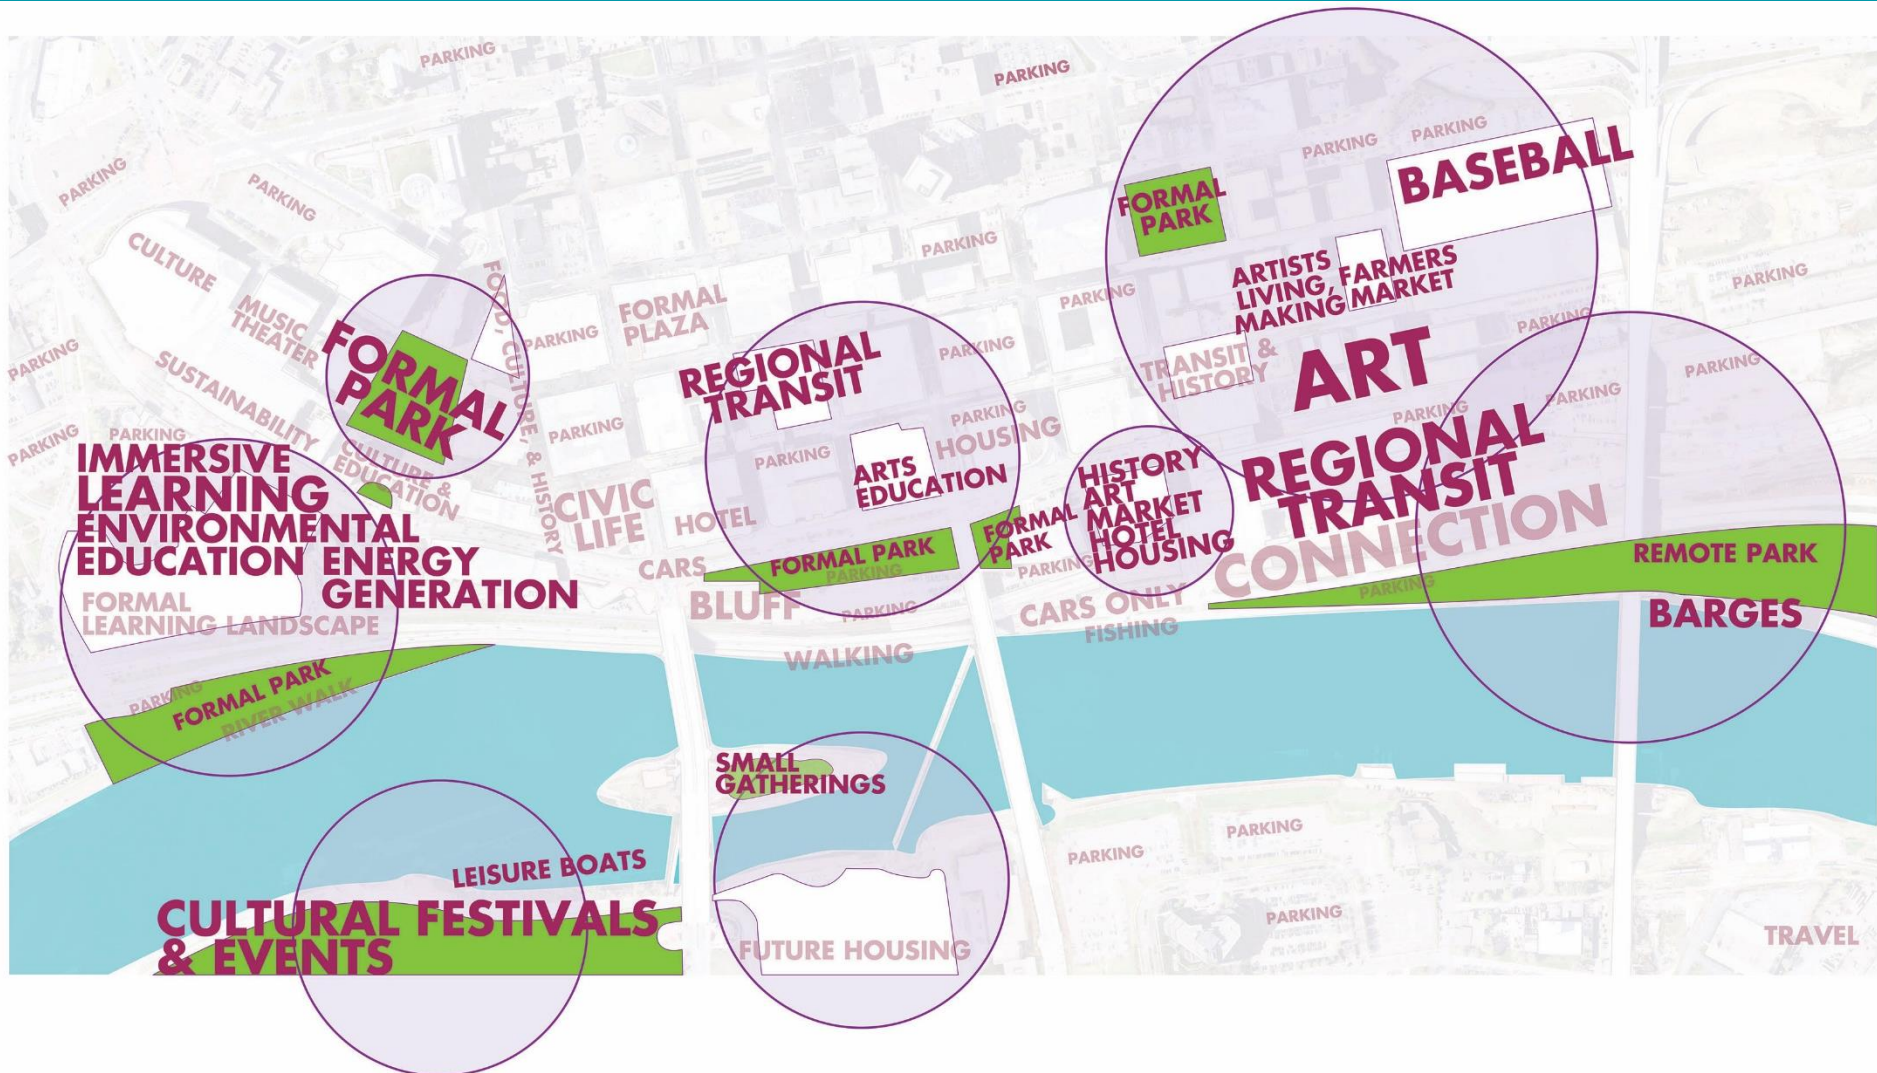 PARKING
PARKING
PARKING
PARKING
PARKING
BASEBALL
PARKING
FORMAL
PARK
CULTURE
PARKING
ARTISTS
LIVING,
MAKING
FARMERS
MARKET
PARKING
FOOD, CULTURE, & HISTORY
MUSIC
THEATER
FORMAL
PLAZA
PARKING
PARKING
FORMAL
PARK
PARKING
REGIONAL
TRANSIT
PARKING
TRANSIT &
HISTORY
ART
PARKING
PARKING
SUSTAINABILITY
PARKING
PARKING
PARKING
PARKING
PARKING
HOUSING
PARKING
PARKING
PARKING
CULTURE &
EDUCATION
PARKING
ARTS
EDUCATION
HISTORY
ART
MARKET
HOTEL
HOUSING
REGIONAL
TRANSIT
CONNECTION
IMMERSIVE
LEARNING
ENVIRONMENTAL
EDUCATION
ENERGY
GENERATION
CIVIC
LIFE
HOTEL
FORMAL
PARK
CARS
FORMAL PARK
PARKING
PARKING
REMOTE PARK
PARKING
FORMAL
LEARNING LANDSCAPE
BLUFF
PARKING
CARS ONLY
FISHING
BARGES
WALKING
PARKING
FORMAL PARK
RIVER WALK
SMALL
GATHERINGS
PARKING
PARKING
LEISURE BOATS
CULTURAL FESTIVALS
& EVENTS
PARKING
FUTURE HOUSING
TRAVEL